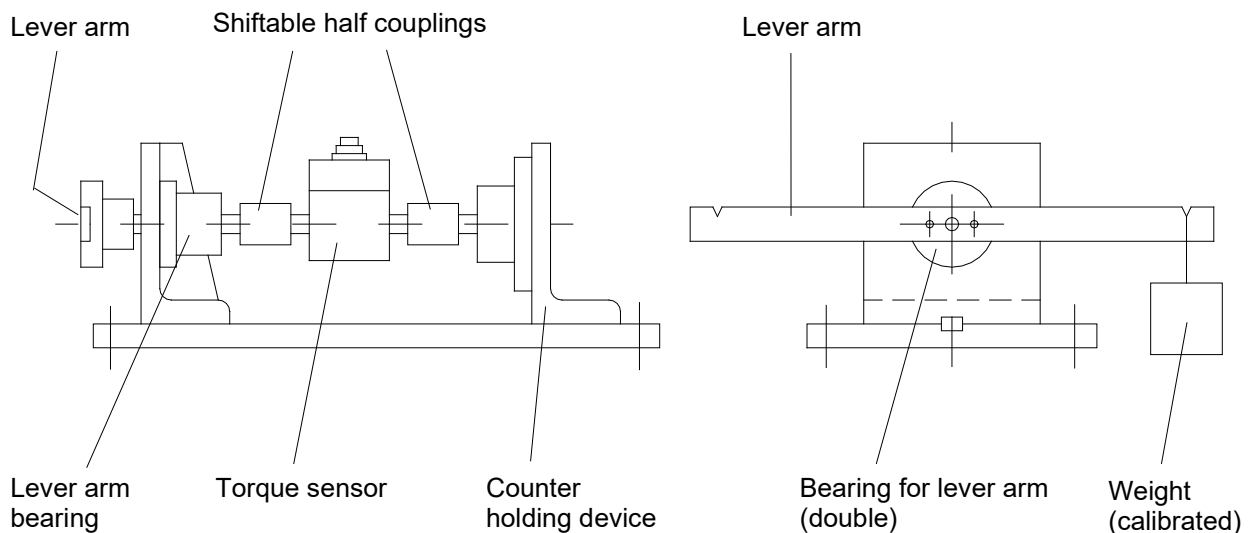 Lever arm
Shiftable half couplings
Lever arm
Lever arm
bearing
Torque sensor
Counter
holding device
Bearing for lever arm
(double)
Weight
(calibrated)